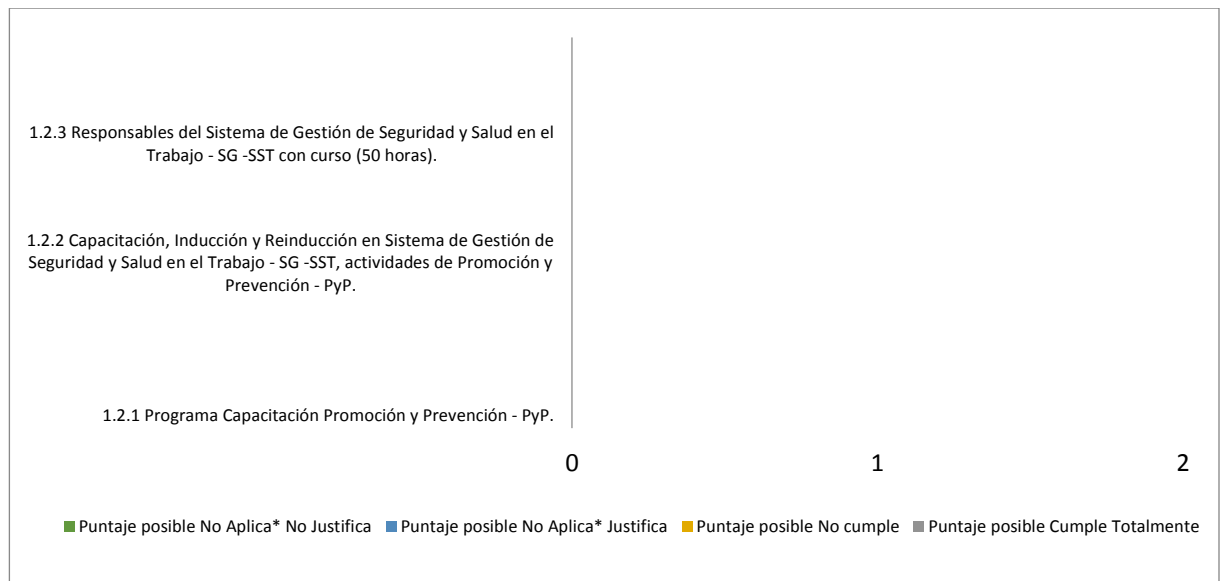 1.2.3 Responsables del Sistema de Gestión de Seguridad y Salud en el
Trabajo - SG -SST con curso (50 horas).
1.2.2 Capacitación, Inducción y Reinducción en Sistema de Gestión de
Seguridad y Salud en el Trabajo - SG -SST, actividades de Promoción y
Prevención - PyP.
1.2.1 Programa Capacitación Promoción y Prevención - PyP.
0 1 2
Puntaje posible No Aplica* No Justifica Puntaje posible No Aplica* Justifica Puntaje posible No cumple Puntaje posible Cumple Totalmente